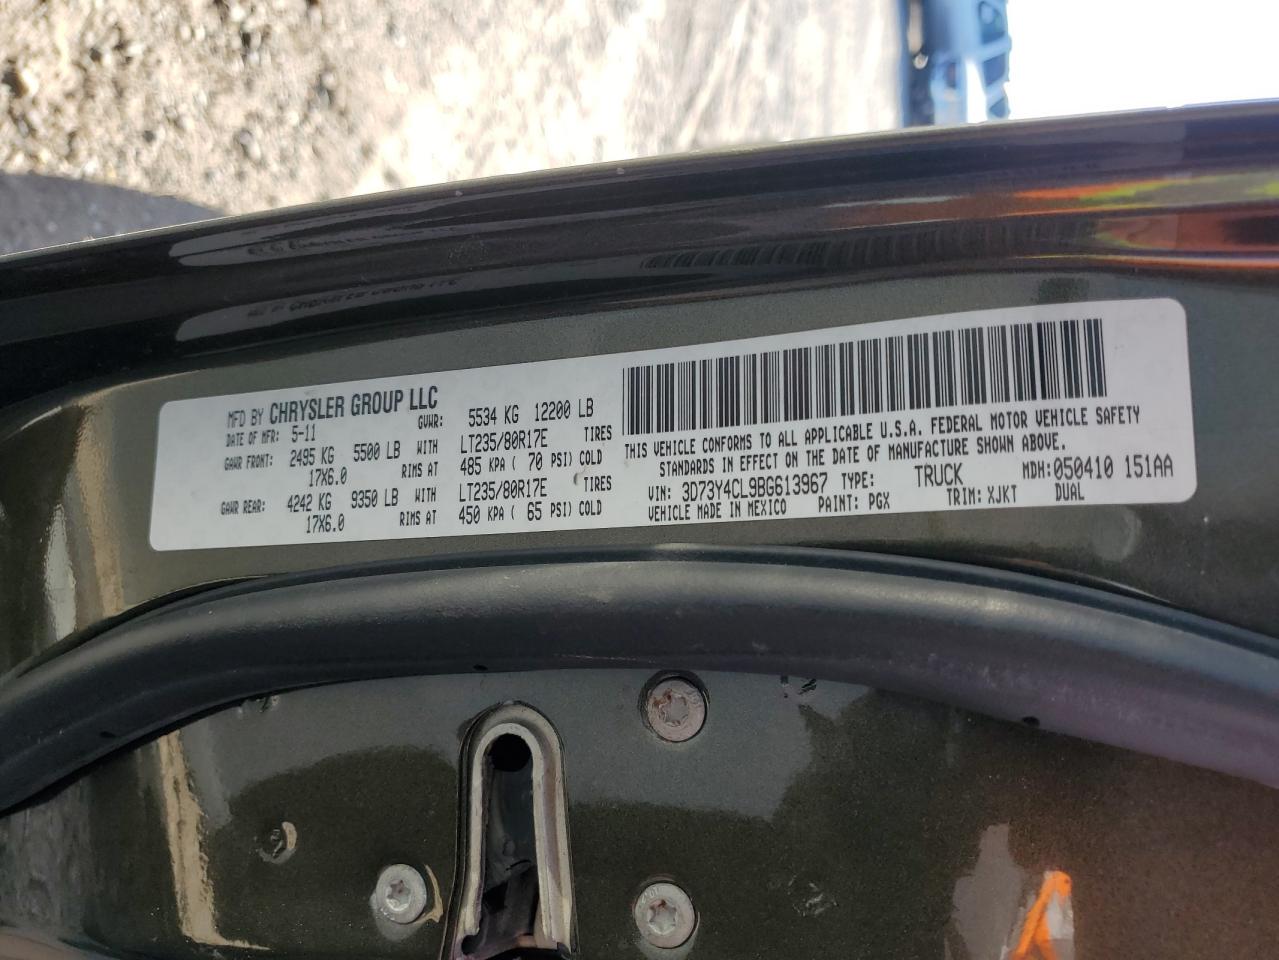 MFD BY CHRYSLER GROUP LLC
DATE OF MFR: 5-11 GVWR: 5534 KG 12200 LB
GAWR FRONT: 2495 KG 5500 LB WITH LT235/80R17E TIRES
17X6.0 RIMS AT 485 KPA ( 70 PSI) COLD
GAWR REAR: 4242 KG 9350 LB WITH LT235/80R17E TIRES
17X6.0 RIMS AT 450 KPA ( 65 PSI) COLD
THIS VEHICLE CONFORMS TO ALL APPLICABLE U.S.A. FEDERAL MOTOR VEHICLE SAFETY
STANDARDS IN EFFECT ON THE DATE OF MANUFACTURE SHOWN ABOVE.
VIN: 3D73Y4CL9BG613967 TYPE: TRUCK MDH: 050410 151AA
VEHICLE MADE IN MEXICO PAINT: PGX TRIM: XJKT DUAL